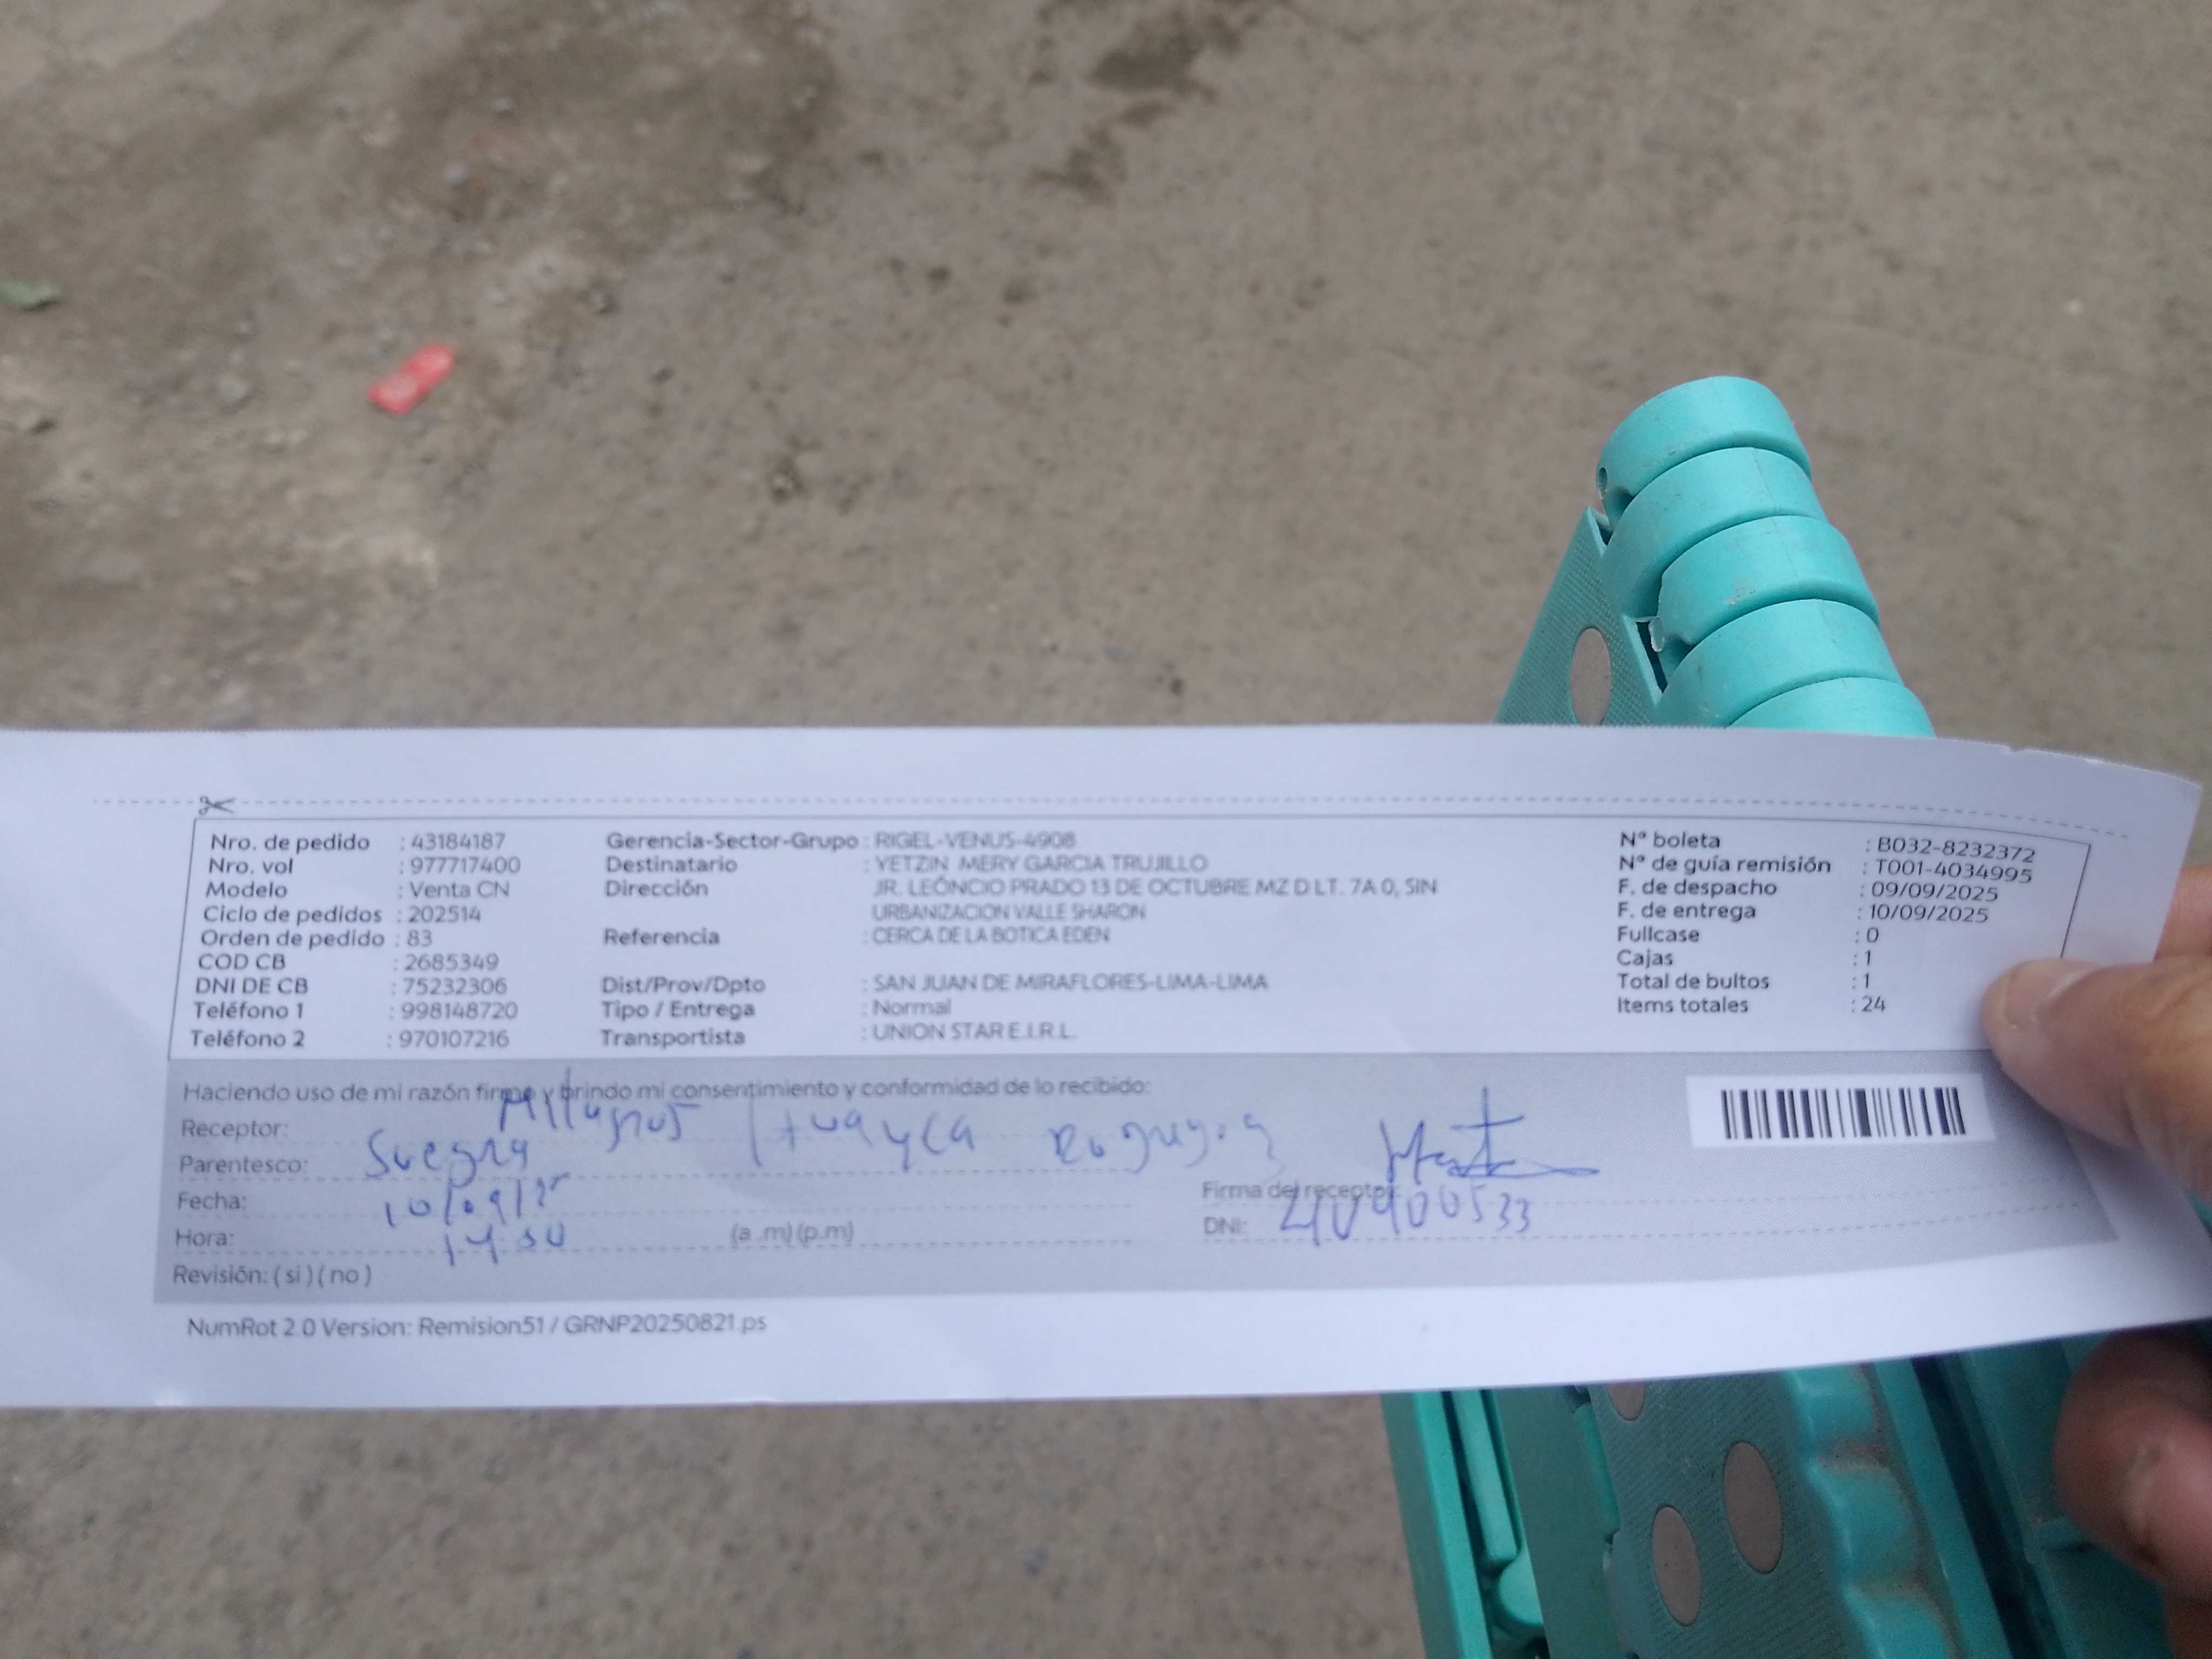 Nro. de pedido : 43184187 Gerencia-Sector-Grupo : RIGEL-VENUS-4908 N° boleta : B032-8232372
Nro. vol : 977717400 Destinatario : YETZIN MERY GARCIA TRUJILLO N° de guía remisión : T001-4034995
Modelo : Venta CN Dirección JR. LEÓNCIO PRADO 13 DE OCTUBRE MZ D LT. 7A 0, SIN F. de despacho : 09/09/2025
Ciclo de pedidos : 202514 URBANIZACION VALLE SHARON F. de entrega : 10/09/2025
Orden de pedido : 83 Referencia : CERCA DE LA BOTICA EDEN Fullcase : 0
COD CB : 2685349 Cajas : 1
DNI DE CB : 75232306 Dist/Prov/Dpto : SAN JUAN DE MIRAFLORES-LIMA-LIMA Total de bultos : 1
Teléfono 1 : 998148720 Tipo / Entrega : Normal Items totales : 24
Teléfono 2 : 970107216 Transportista : UNION STAR E.I.R.L.
Haciendo uso de mi razón firmo y brindo mi consentimiento y conformidad de lo recibido:
Receptor:
Parentesco: Suegra
Fecha: 10/09/25 Firma del receptor:
Hora: (a .m) (p.m) DNI:
Revisión: ( si ) ( no )
NumRot 2.0 Version: Remision51 / GRNP20250821.ps